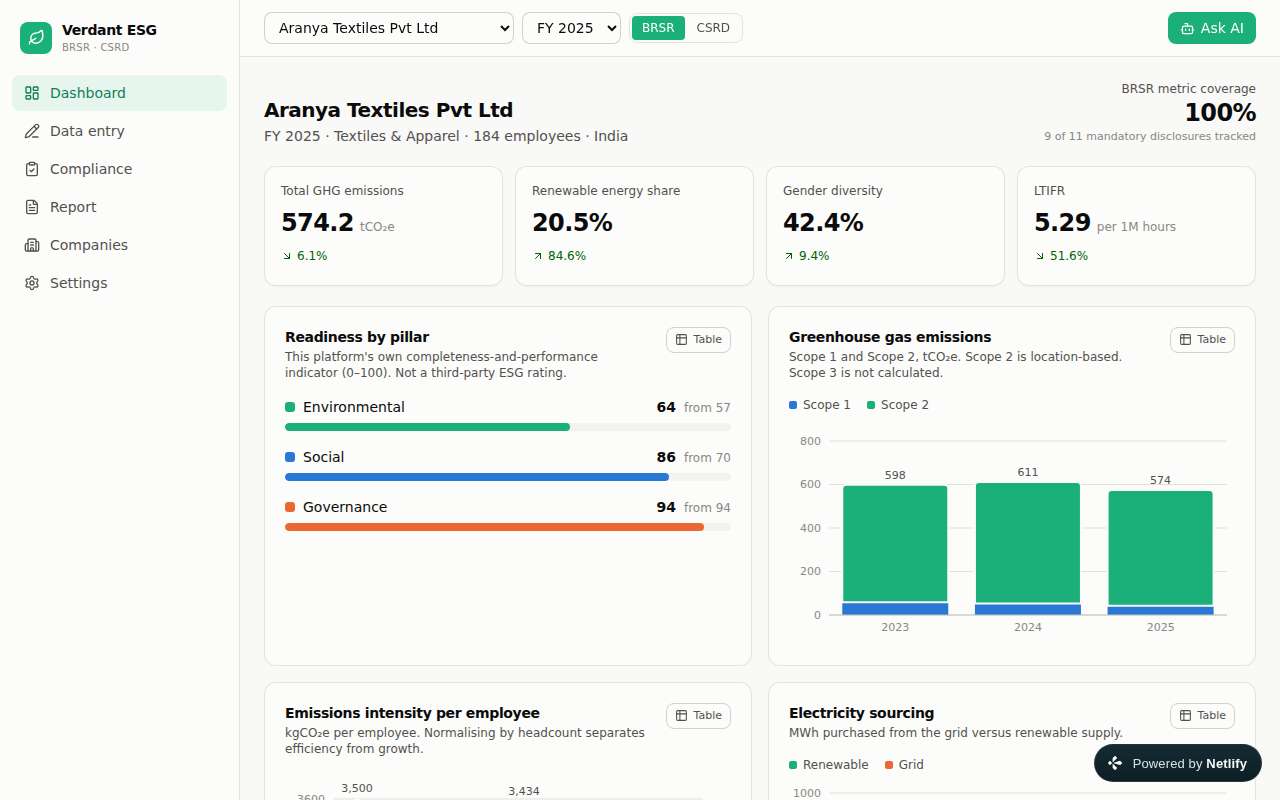 Verdant ESG
BRSR · CSRD
Dashboard
Data entry
Compliance
Report
Companies
Settings
Aranya Textiles Pvt Ltd
FY 2025
BRSR
CSRD
Ask AI
Aranya Textiles Pvt Ltd
FY 2025 · Textiles & Apparel · 184 employees · India
BRSR metric coverage
100%
9 of 11 mandatory disclosures tracked
Total GHG emissions
574.2 tCO₂e
6.1%
Renewable energy share
20.5%
84.6%
Gender diversity
42.4%
9.4%
LTIFR
5.29 per 1M hours
51.6%
Readiness by pillar
Table
This platform's own completeness-and-performance
indicator (0–100). Not a third-party ESG rating.
Environmental 64 from 57
Social 86 from 70
Governance 94 from 94
Greenhouse gas emissions
Table
Scope 1 and Scope 2, tCO₂e. Scope 2 is location-based.
Scope 3 is not calculated.
Scope 1 Scope 2
800
600
400
200
0
598
611
574
2023 2024 2025
Emissions intensity per employee
Table
kgCO₂e per employee. Normalising by headcount separates
efficiency from growth.
3600
3,500
3,434
Electricity sourcing
Table
MWh purchased from the grid versus renewable supply.
Renewable Grid
1000
Powered by Netlify